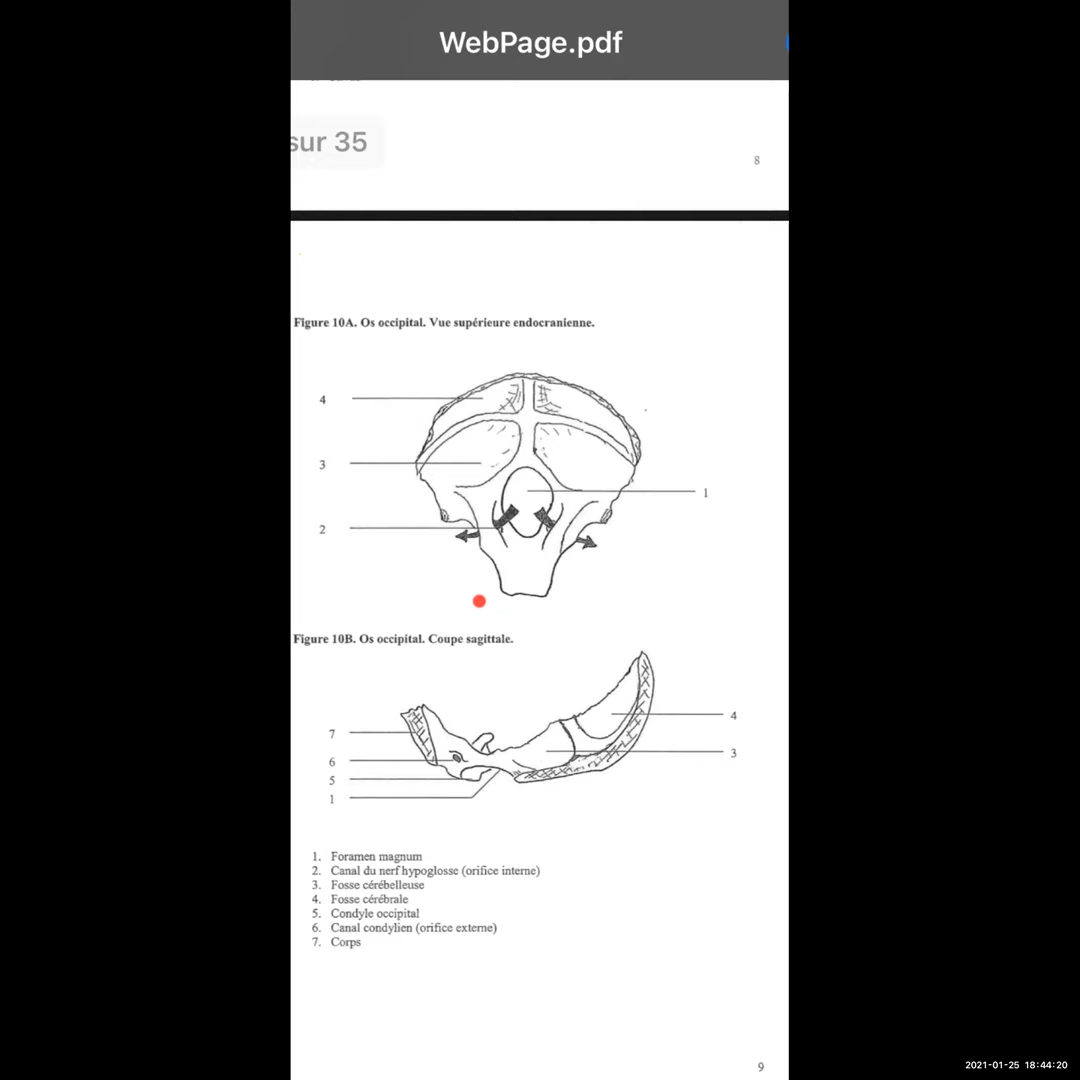 WebPage.pdf
sur 35
8
Figure 10A. Os occipital. Vue supérieure endocranienne.
4
3
1
2
Figure 10B. Os occipital. Coupe sagittale.
4
7
3
6
5
1
1. Foramen magnum
2. Canal du nerf hypoglosse (orifice interne)
3. Fosse cérébelleuse
4. Fosse cérébrale
5. Condyle occipital
6. Canal condylien (orifice externe)
7. Corps
9
2021-01-25 18:44:20